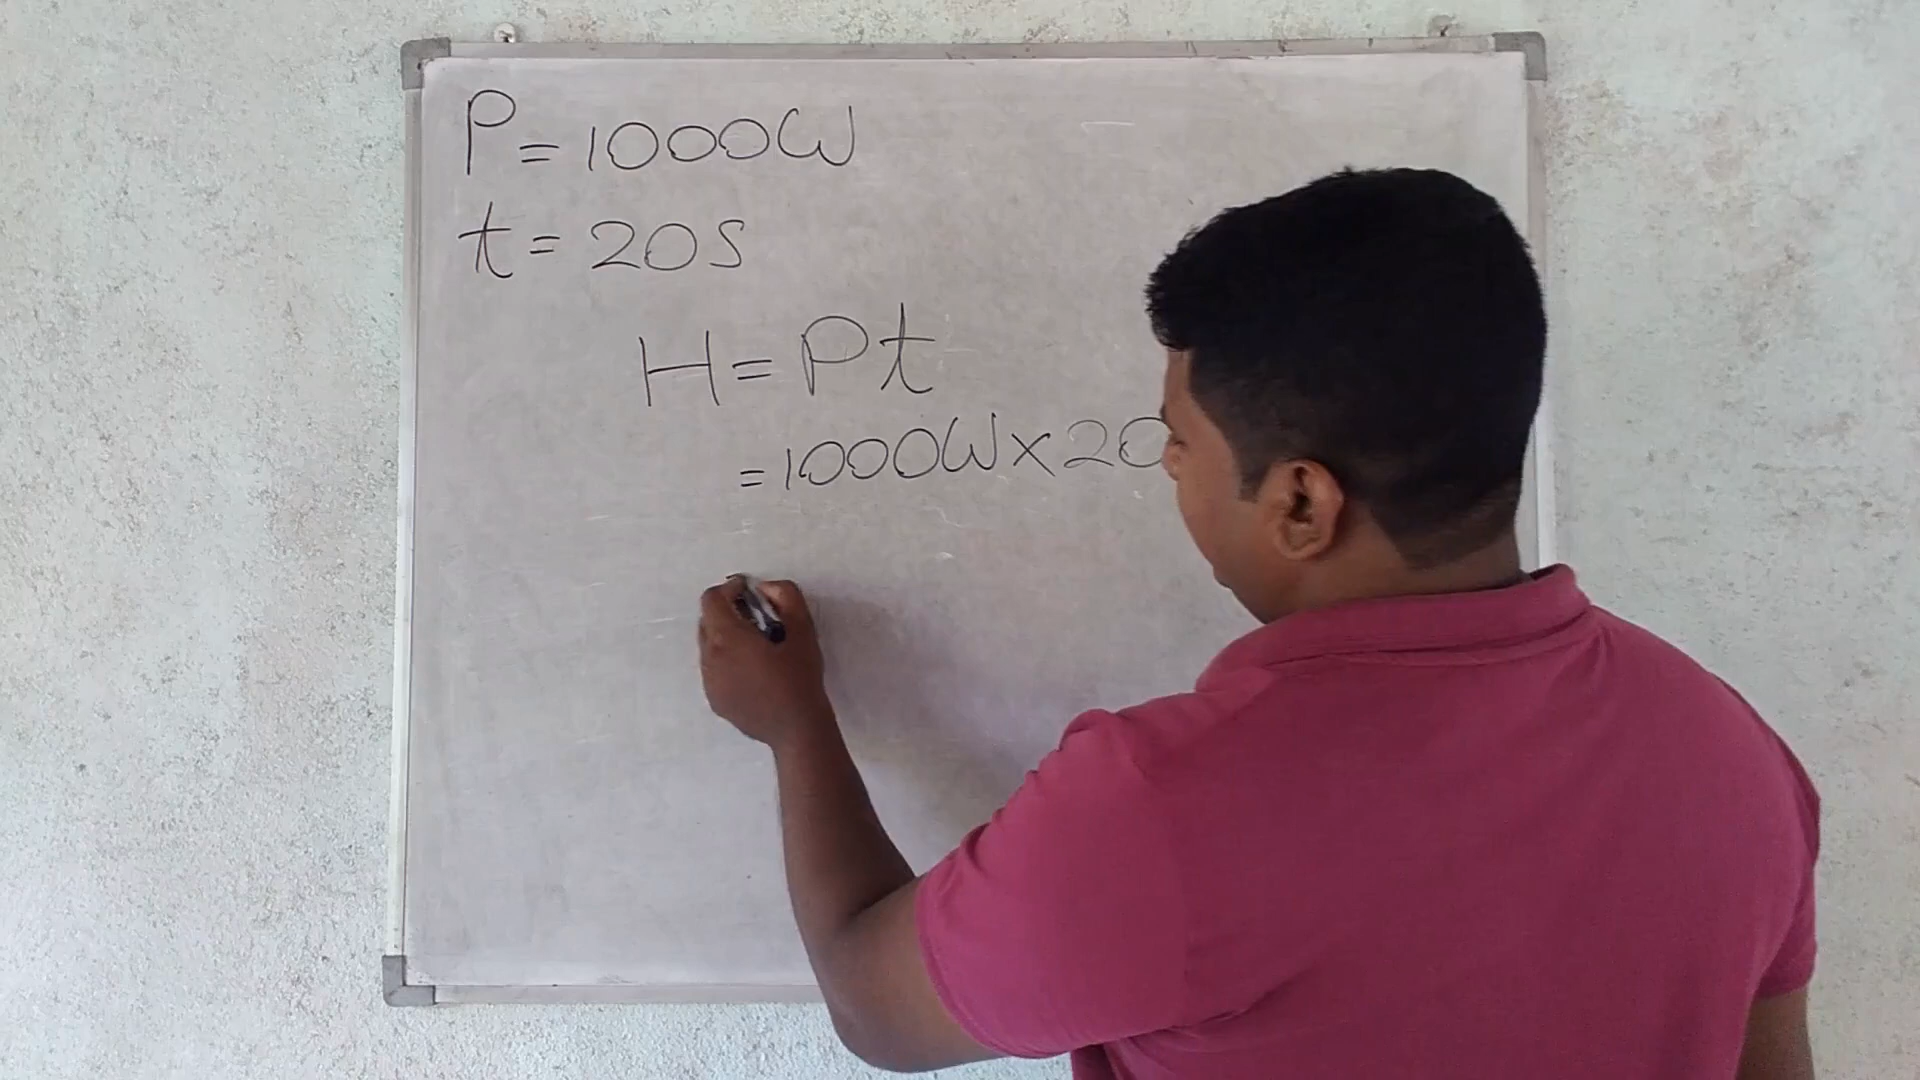 P = 1000W
t = 20S
H = Pt
= 1000W × 20